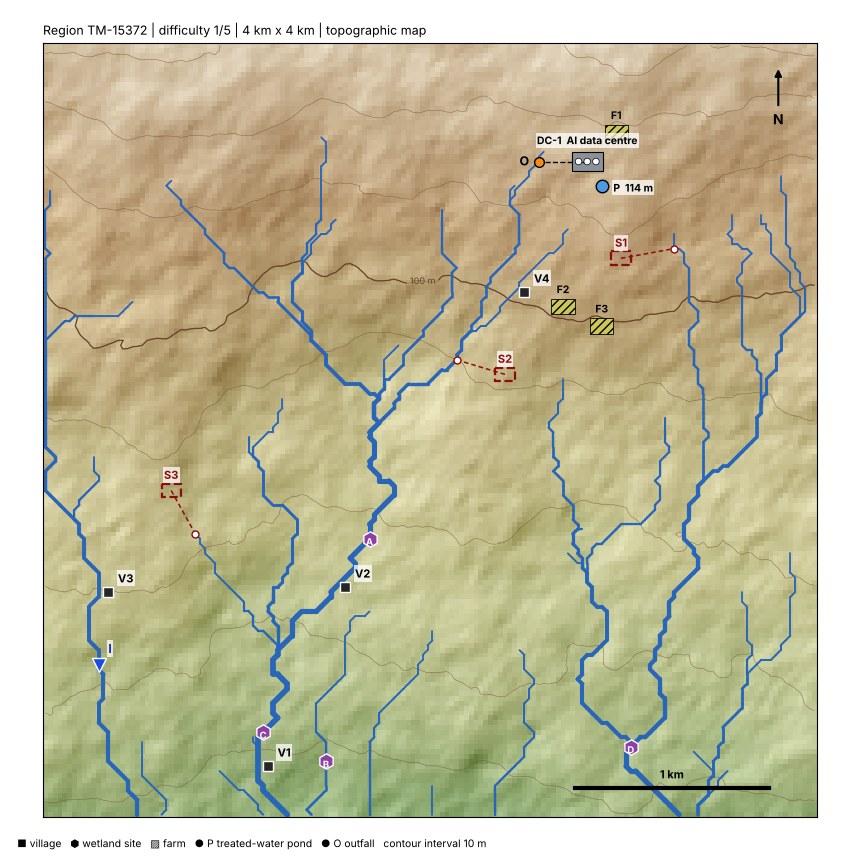 Region TM-15372 | difficulty 1/5 | 4 km x 4 km | topographic map
F1
DC-1 AI data centre
O
P 114 m
N
S1
V4
100 m
F2
F3
S2
S3
A
V3
V2
I
C
V1
B
D
1 km
village wetland site farm P treated-water pond O outfall contour interval 10 m